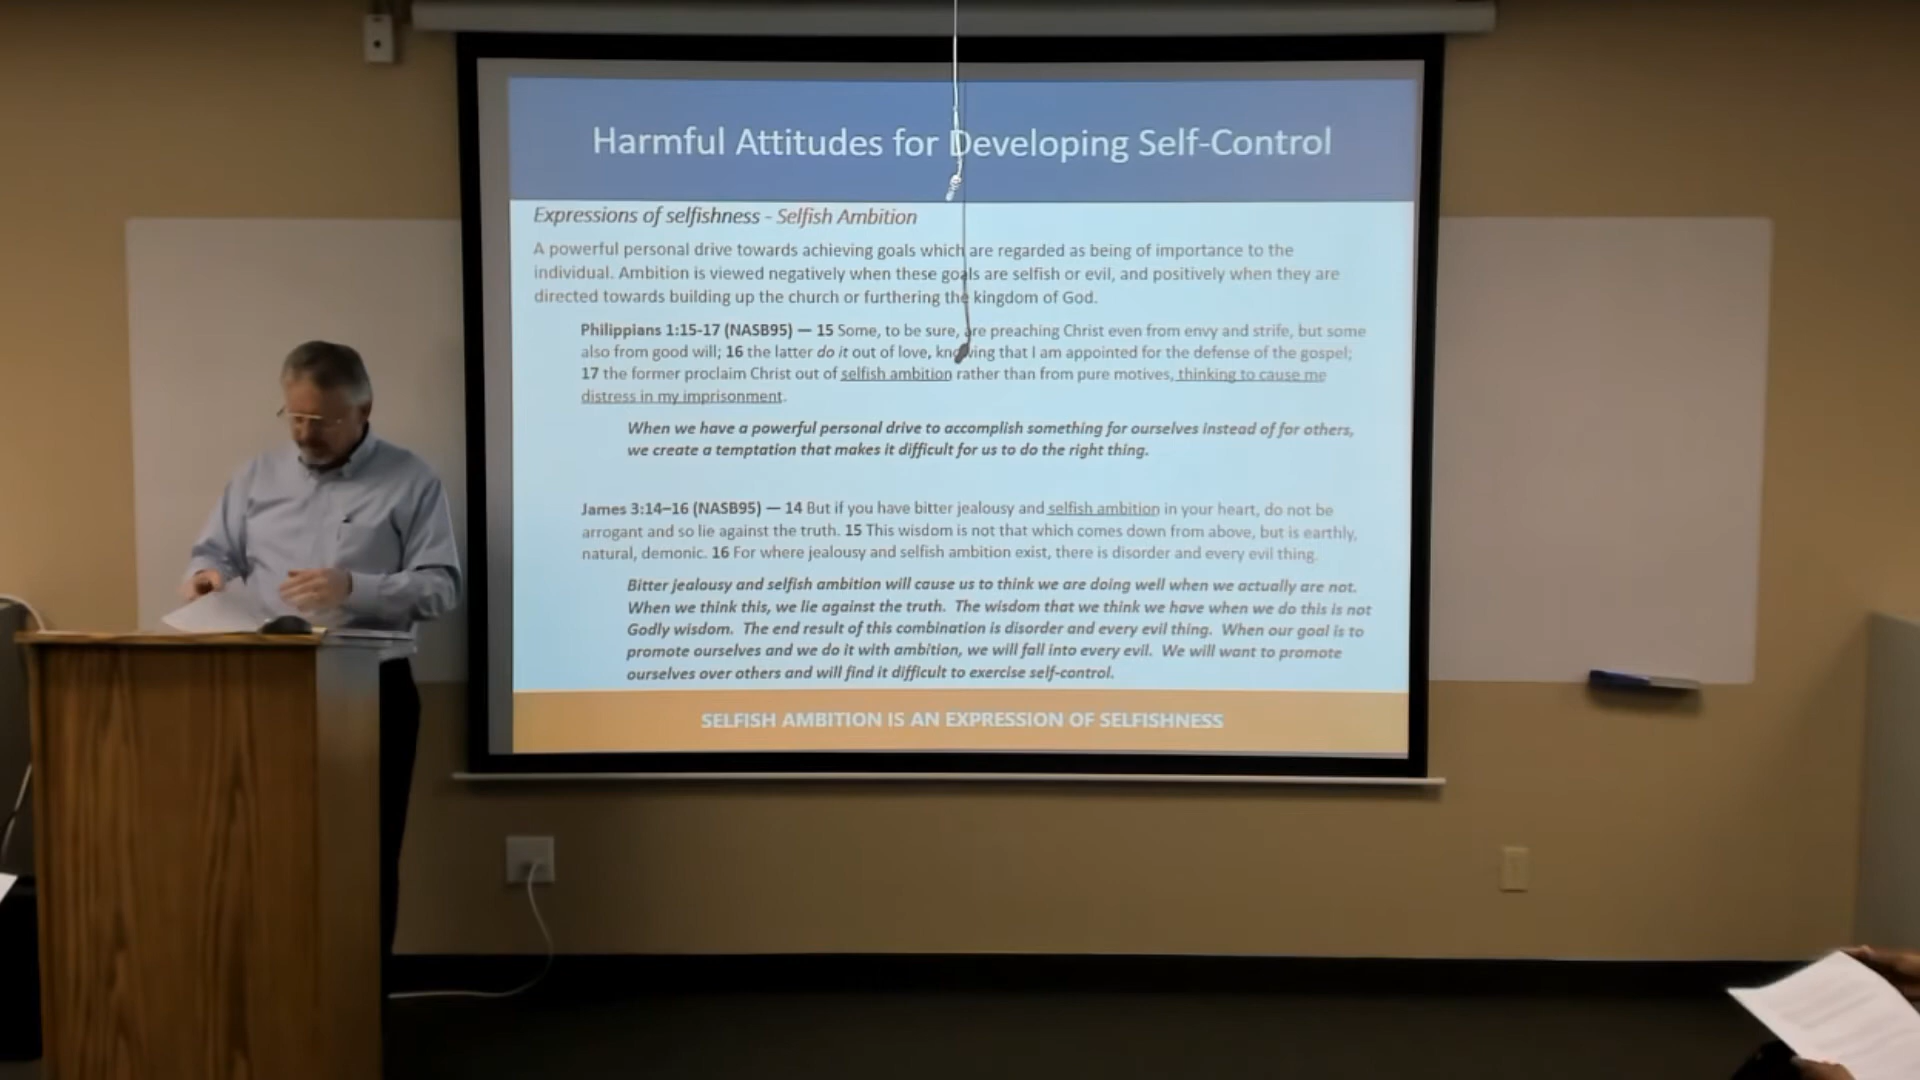 Harmful Attitudes for Developing Self-Control
Expressions of selfishness - Selfish Ambition
A powerful personal drive towards achieving goals which are regarded as being of importance to the
individual. Ambition is viewed negatively when these goals are selfish or evil, and positively when they are
directed towards building up the church or furthering the kingdom of God.
Philippians 1:15-17 (NASB95) — 15 Some, to be sure, are preaching Christ even from envy and strife, but some
also from good will; 16 the latter do it out of love, knowing that I am appointed for the defense of the gospel;
17 the former proclaim Christ out of selfish ambition rather than from pure motives, thinking to cause me
distress in my imprisonment.
When we have a powerful personal drive to accomplish something for ourselves instead of for others,
we create a temptation that makes it difficult for us to do the right thing.
James 3:14–16 (NASB95) — 14 But if you have bitter jealousy and selfish ambition in your heart, do not be
arrogant and so lie against the truth. 15 This wisdom is not that which comes down from above, but is earthly,
natural, demonic. 16 For where jealousy and selfish ambition exist, there is disorder and every evil thing.
Bitter jealousy and selfish ambition will cause us to think we are doing well when we actually are not.
When we think this, we lie against the truth. The wisdom that we think we have when we do this is not
Godly wisdom. The end result of this combination is disorder and every evil thing. When our goal is to
promote ourselves and we do it with ambition, we will fall into every evil. We will want to promote
ourselves over others and will find it difficult to exercise self-control.
SELFISH AMBITION IS AN EXPRESSION OF SELFISHNESS